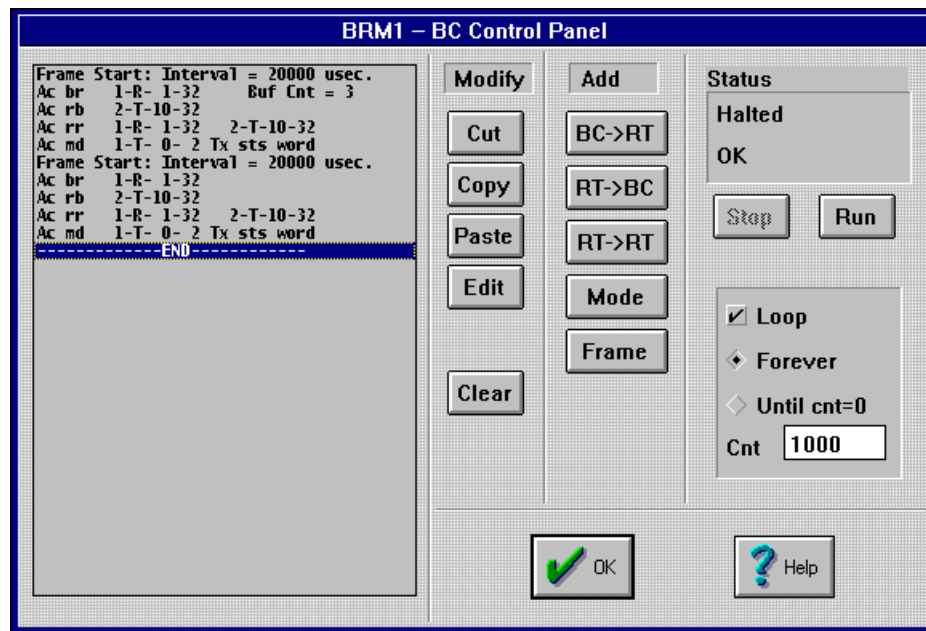 BRM1 – BC Control Panel
Frame Start: Interval = 20000 usec.
Ac br 1-R- 1-32 Buf Cnt = 3
Ac rb 2-T-10-32
Ac rr 1-R- 1-32 2-T-10-32
Ac md 1-T- 0- 2 Tx sts word
Frame Start: Interval = 20000 usec.
Ac br 1-R- 1-32
Ac rb 2-T-10-32
Ac rr 1-R- 1-32 2-T-10-32
Ac md 1-T- 0- 2 Tx sts word
--------------END-------------
Modify
Cut
Copy
Paste
Edit
Clear
Add
BC->RT
RT->BC
RT->RT
Mode
Frame
Status
Halted
OK
Stop
Run
Loop
Forever
Until cnt=0
Cnt 1000
OK
Help